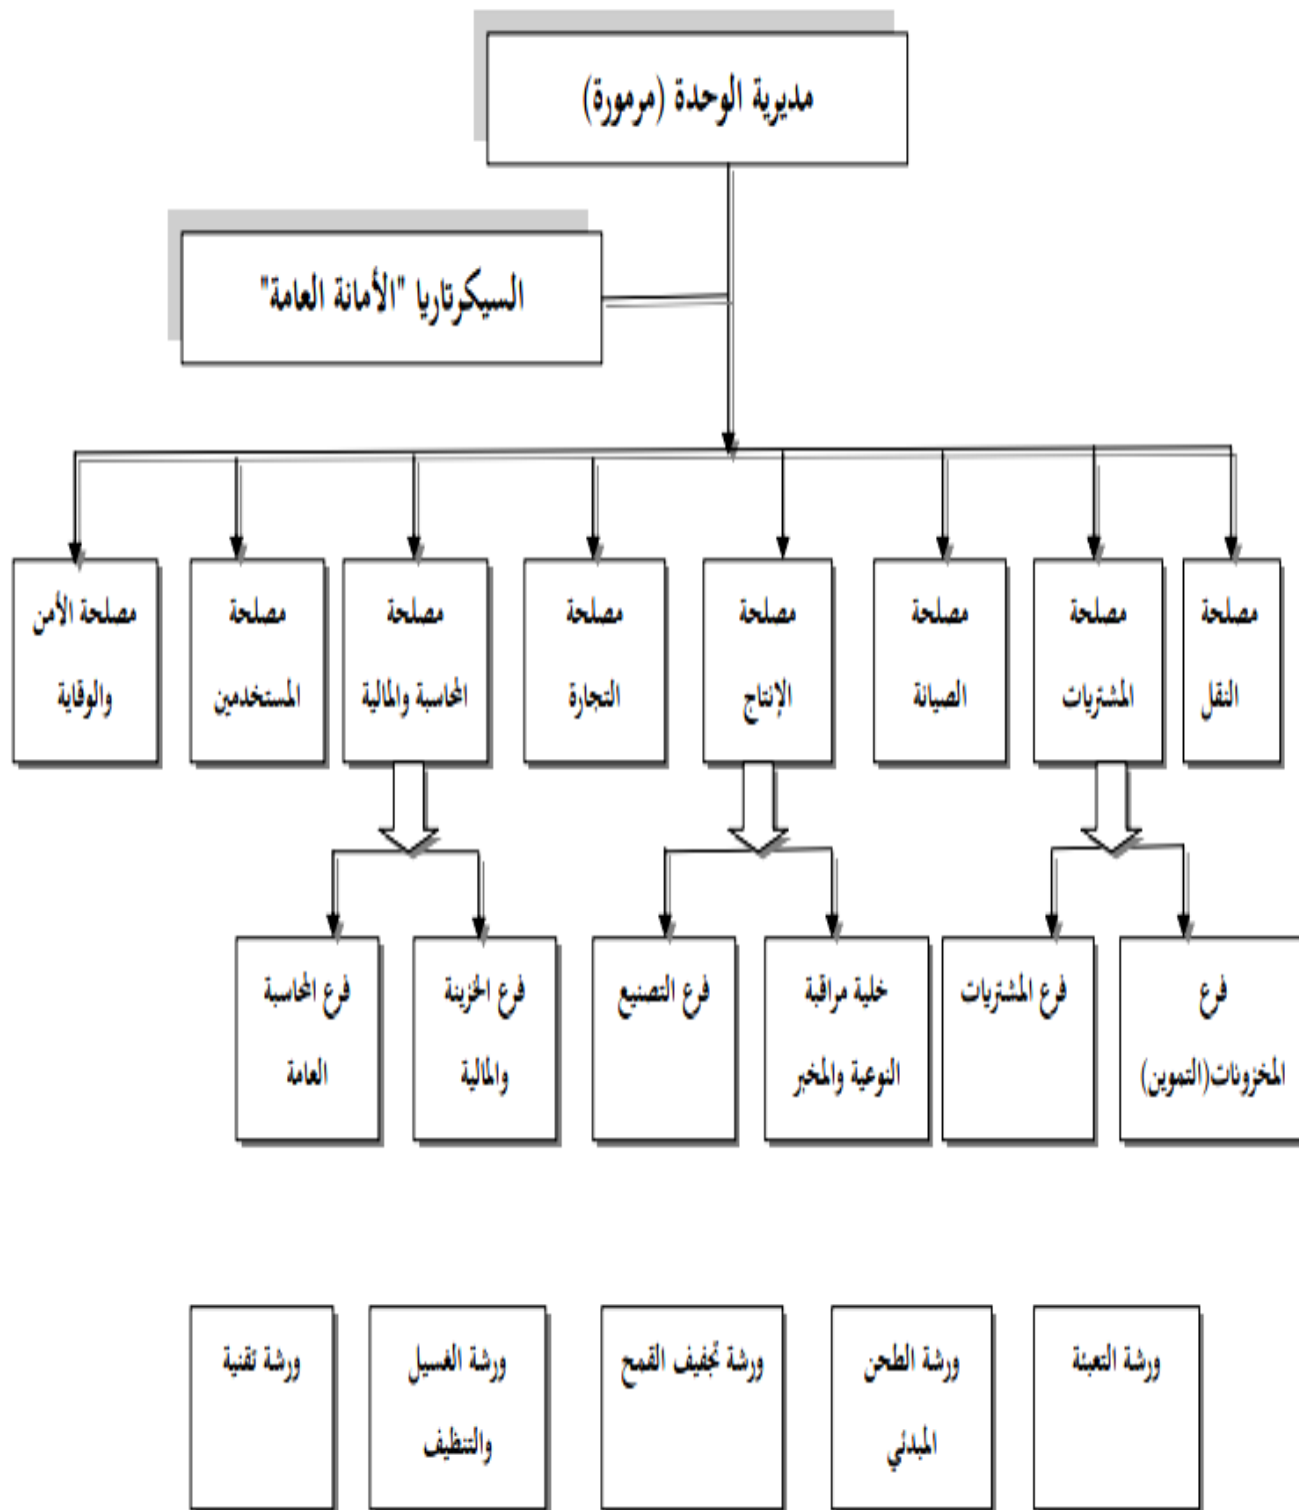 مديرية الوحدة (مرمورة)
السيكرتاريا "الأمانة العامة"
مصلحة
النقل
مصلحة
المشتريات
مصلحة
الصيانة
مصلحة
الإنتاج
مصلحة
التجارة
مصلحة
المحاسبة والمالية
مصلحة
المستخدمين
مصلحة الأمن
والوقاية
فرع
المخزونات(التموين)
فرع المشتريات
خلية مراقبة
النوعية والمخبر
فرع التصنيع
فرع الخزينة
والمالية
فرع المحاسبة
العامة
ورشة التعبئة
ورشة الطحن
المبدئي
ورشة تجفيف القمح
ورشة الغسيل
والتنظيف
ورشة تقنية